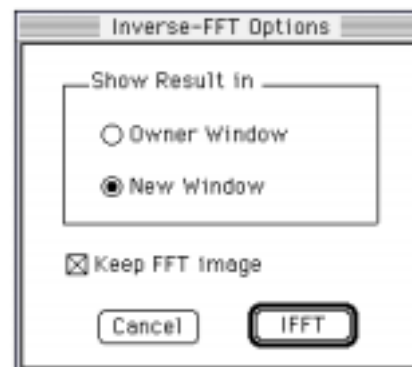 Inverse-FFT Options
Show Result in
Owner Window
New Window
Keep FFT image
Cancel
IFFT